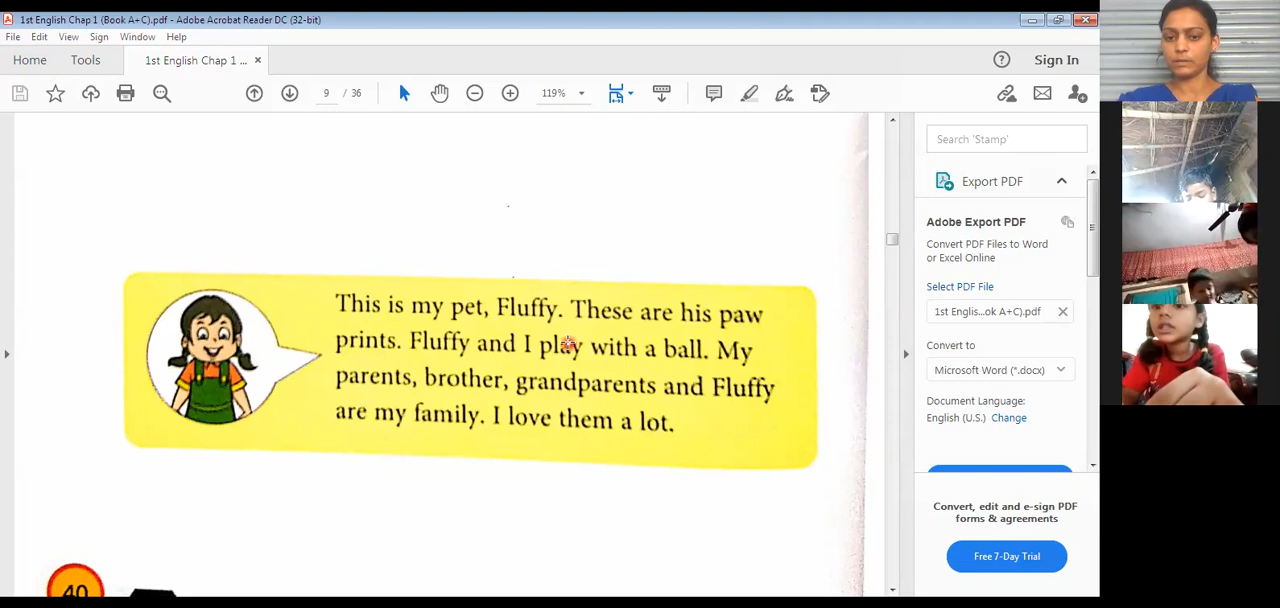 1st English Chap 1 (Book A+C).pdf - Adobe Acrobat Reader DC (32-bit)
File Edit View Sign Window Help
Home Tools 1st English Chap 1 ... × Sign In
9 / 36 119%
Search 'Stamp'
Export PDF
Adobe Export PDF
Convert PDF Files to Word
or Excel Online
Select PDF File
1st Englis...ok A+C).pdf
Convert to
Microsoft Word (*.docx)
Document Language:
English (U.S.) Change
Convert, edit and e-sign PDF
forms & agreements
Free 7-Day Trial
This is my pet, Fluffy. These are his paw
prints. Fluffy and I play with a ball. My
parents, brother, grandparents and Fluffy
are my family. I love them a lot.
40